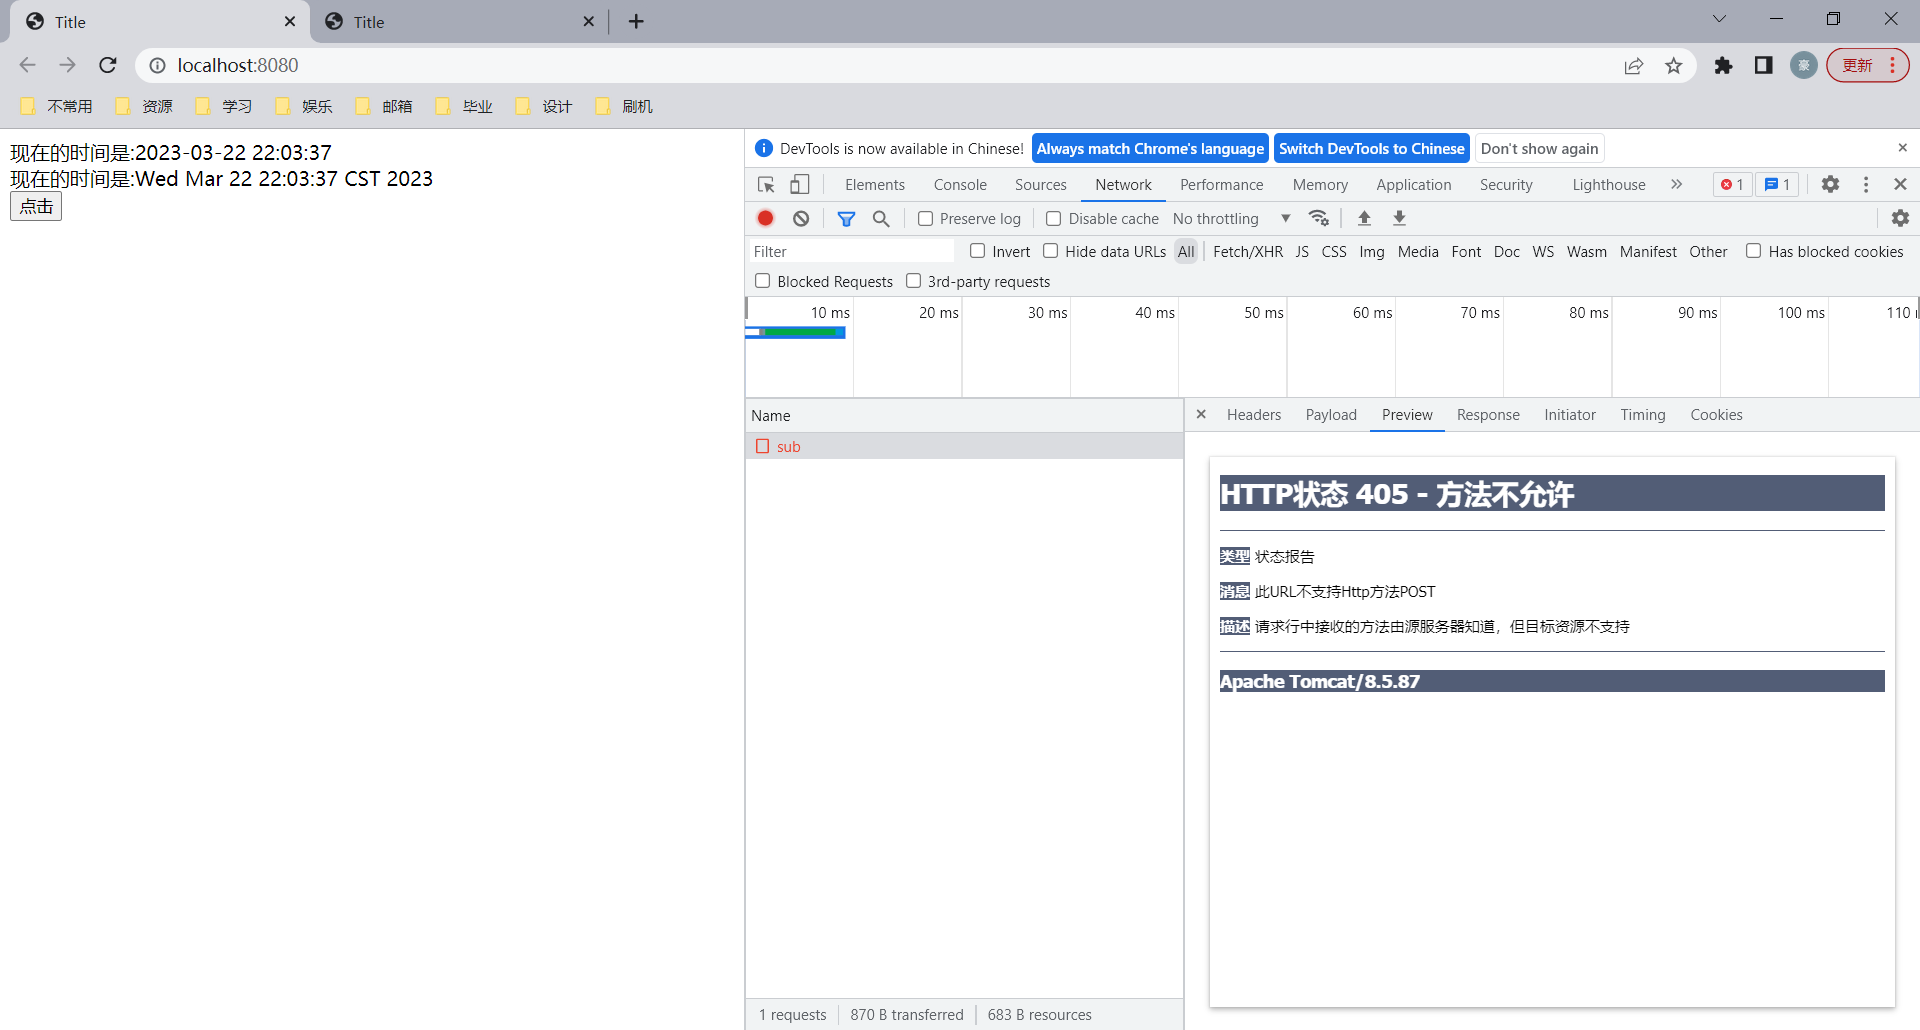 Title
Title
localhost:8080
更新
不常用
资源
学习
娱乐
邮箱
毕业
设计
刷机
现在的时间是:2023-03-22 22:03:37
现在的时间是:Wed Mar 22 22:03:37 CST 2023
点击
DevTools is now available in Chinese! Always match Chrome's language Switch DevTools to Chinese Don't show again
Elements Console Sources Network Performance Memory Application Security Lighthouse 1 1
Preserve log Disable cache No throttling
Filter Invert Hide data URLs All Fetch/XHR JS CSS Img Media Font Doc WS Wasm Manifest Other Has blocked cookies
Blocked Requests 3rd-party requests
10 ms 20 ms 30 ms 40 ms 50 ms 60 ms 70 ms 80 ms 90 ms 100 ms 110
Name
sub
Headers Payload Preview Response Initiator Timing Cookies
HTTP状态 405 - 方法不允许
类型 状态报告
消息 此URL不支持Http方法POST
描述 请求行中接收的方法由源服务器知道，但目标资源不支持
Apache Tomcat/8.5.87
1 requests 870 B transferred 683 B resources